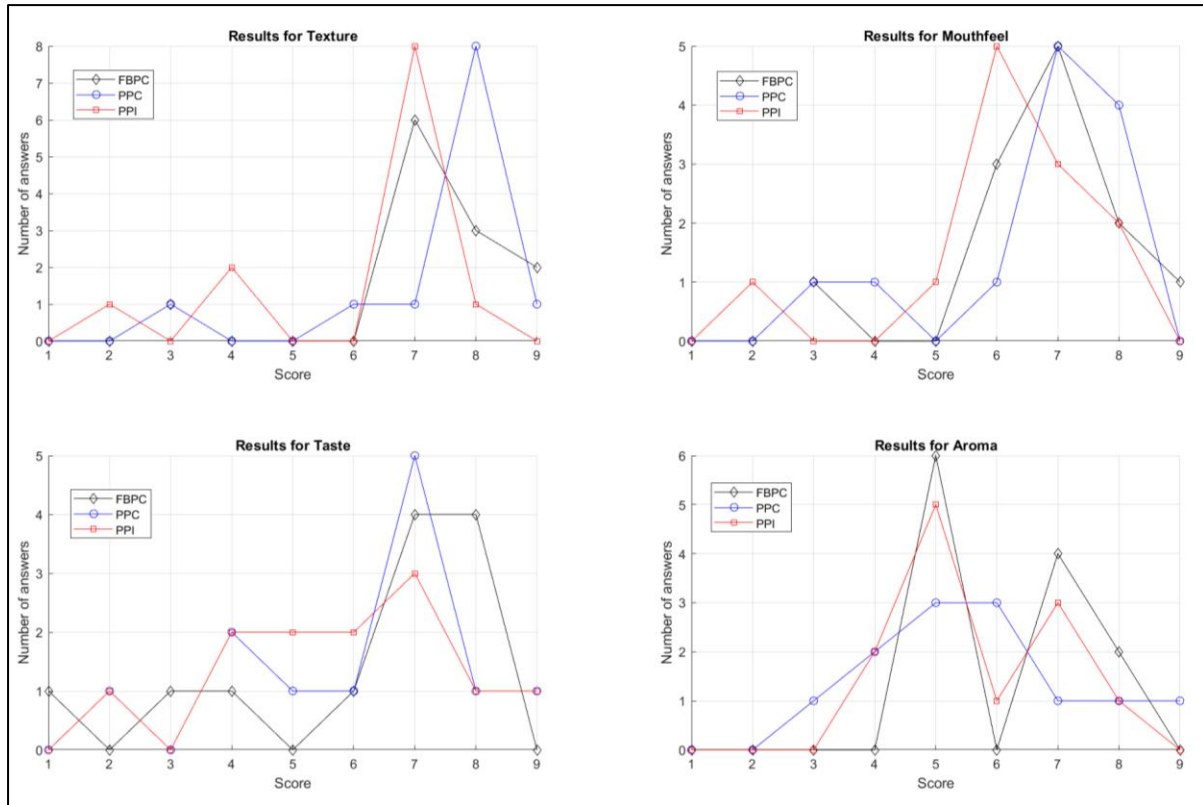 Results for Texture
FBPC
PPC
PPI
Number of answers
8
7
6
5
4
3
2
1
0
1 2 3 4 5 6 7 8 9
Score
Results for Mouthfeel
FBPC
PPC
PPI
Number of answers
5
4
3
2
1
0
1 2 3 4 5 6 7 8 9
Score
Results for Taste
FBPC
PPC
PPI
Number of answers
5
4
3
2
1
0
1 2 3 4 5 6 7 8 9
Score
Results for Aroma
FBPC
PPC
PPI
Number of answers
6
5
4
3
2
1
0
1 2 3 4 5 6 7 8 9
Score